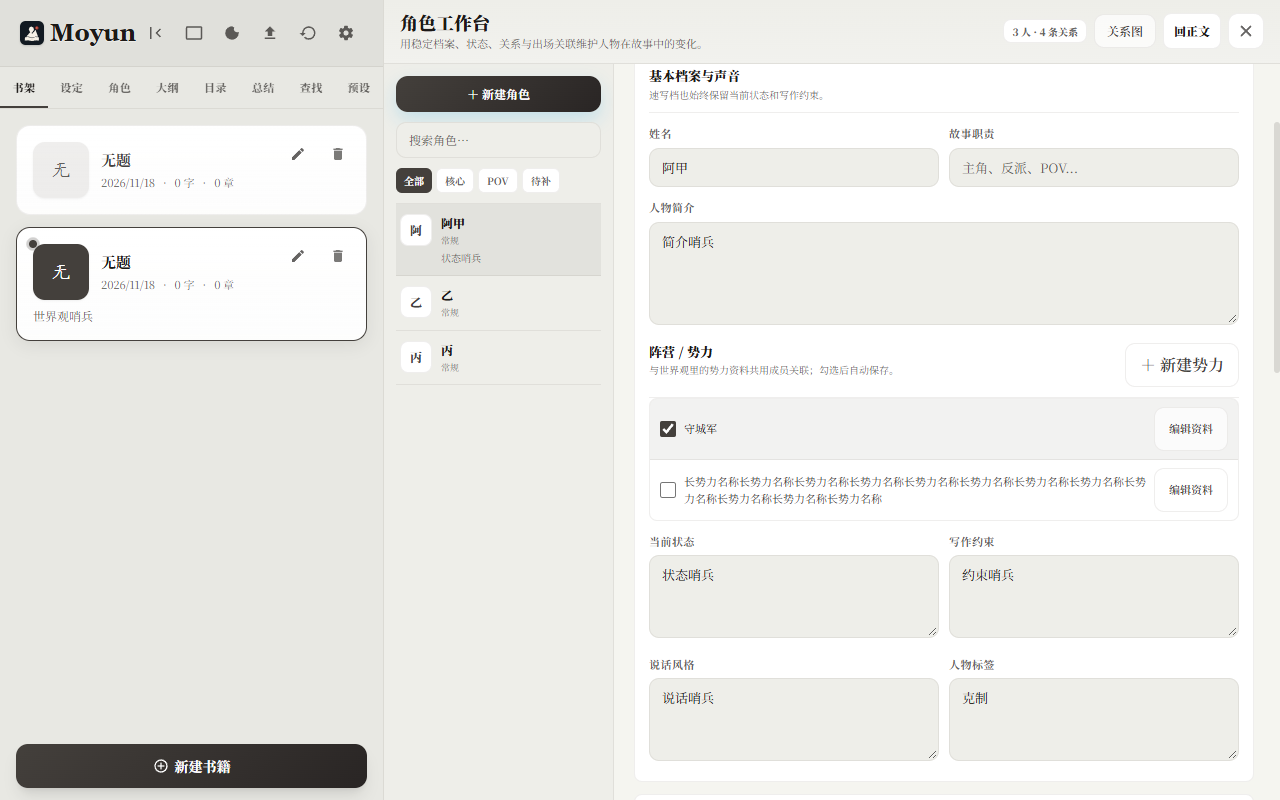 Moyun
书架 设定 角色 大纲 目录 总结 查找 预设
无
无题
2026/11/18 · 0 字 · 0 章
无
无题
2026/11/18 · 0 字 · 0 章
世界观哨兵
新建书籍
角色工作台
用稳定档案、状态、关系与出场关联维护人物在故事中的变化。
3 人 · 4 条关系
关系图
回正文
+ 新建角色
搜索角色…
全部 核心 POV 待补
阿
阿甲
常规
状态哨兵
乙
乙
常规
丙
丙
常规
基本档案与声音
速写档也始终保留当前状态和写作约束。
姓名
阿甲
故事职责
主角、反派、POV...
人物简介
简介哨兵
阵营 / 势力
与世界观里的势力资料共用成员关联；勾选后自动保存。
+ 新建势力
守城军
编辑资料
长势力名称长势力名称长势力名称长势力名称长势力名称长势力名称长势力名称长势力名称长势
力名称长势力名称长势力名称长势力名称
编辑资料
当前状态
状态哨兵
写作约束
约束哨兵
说话风格
说话哨兵
人物标签
克制